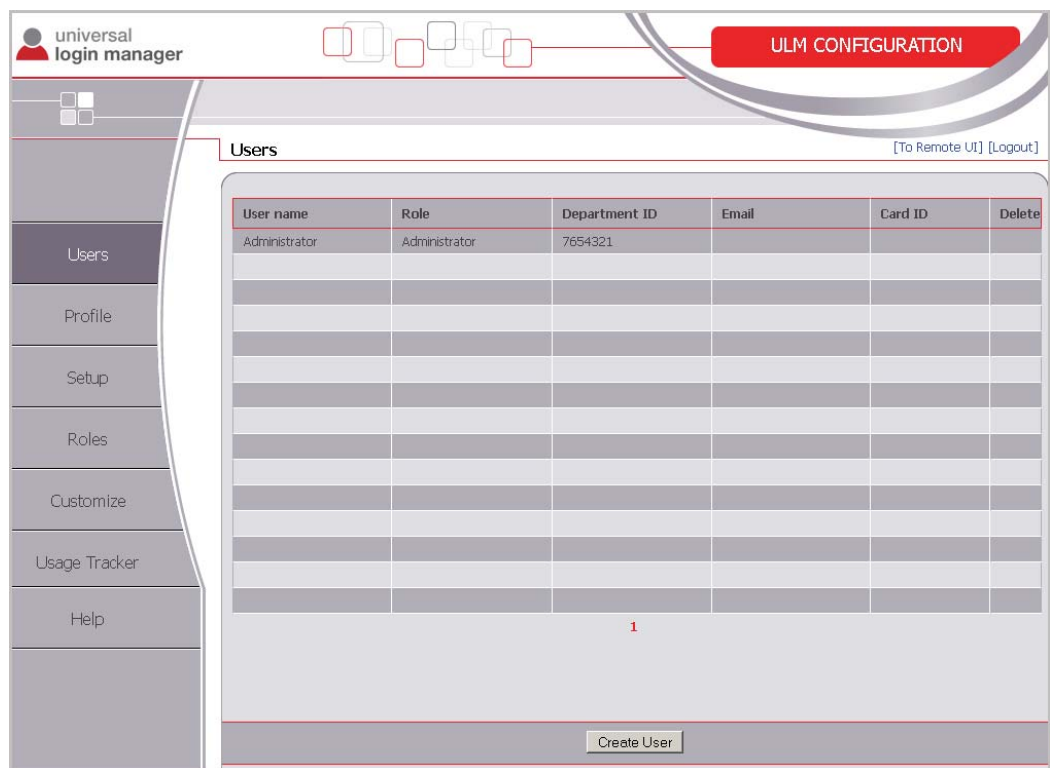 universal
login manager
ULM CONFIGURATION
Users
[To Remote UI] [Logout]
User name Role Department ID Email Card ID Delete
Administrator Administrator 7654321
Users
Profile
Setup
Roles
Customize
Usage Tracker
Help
1
Create User